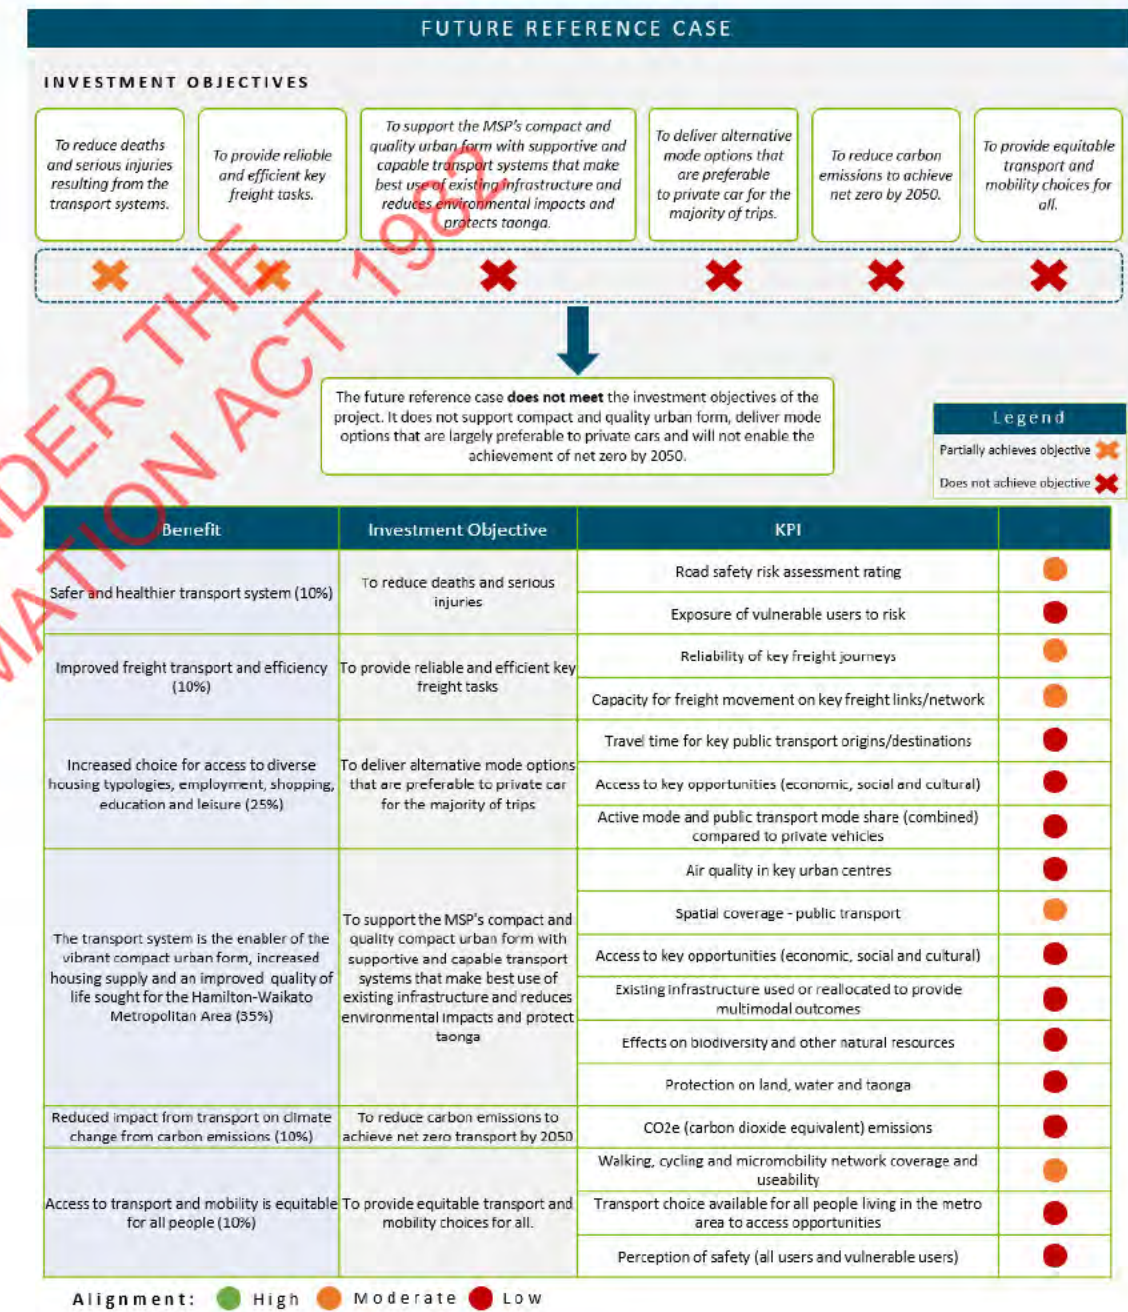 FUTURE REFERENCE CASE
INVESTMENT OBJECTIVES
To reduce deaths
and serious injuries
resulting from the
transport systems.
To provide reliable
and efficient key
freight tasks.
To support the MSP's compact and
quality urban form with supportive and
capable transport systems that make
best use of existing infrastructure and
reduces environmental impacts and
protects taonga.
To deliver alternative
mode options that
are preferable
to private car for the
majority of trips.
To reduce carbon
emissions to achieve
net zero by 2050.
To provide equitable
transport and
mobility choices for
all.
The future reference case does not meet the investment objectives of the
project. It does not support compact and quality urban form, deliver mode
options that are largely preferable to private cars and will not enable the
achievement of net zero by 2050.
Legend
Partially achieves objective
Does not achieve objective
Benefit
Investment Objective
KPI
Safer and healthier transport system (10%)
To reduce deaths and serious
injuries
Road safety risk assessment rating
Exposure of vulnerable users to risk
Improved freight transport and efficiency
(10%)
To provide reliable and efficient key
freight tasks
Reliability of key freight journeys
Capacity for freight movement on key freight links/network
Increased choice for access to diverse
housing typologies, employment, shopping,
education and leisure (25%)
To deliver alternative mode options
that are preferable to private car
for the majority of trips
Travel time for key public transport origins/destinations
Access to key opportunities (economic, social and cultural)
Active mode and public transport mode share (combined)
compared to private vehicles
The transport system is the enabler of the
vibrant compact urban form, increased
housing supply and an improved quality of
life sought for the Hamilton-Waikato
Metropolitan Area (35%)
To support the MSP's compact and
quality compact urban form with
supportive and capable transport
systems that make best use of
existing infrastructure and reduces
environmental impacts and protect
taonga
Air quality in key urban centres
Spatial coverage - public transport
Access to key opportunities (economic, social and cultural)
Existing infrastructure used or reallocated to provide
multimodal outcomes
Effects on biodiversity and other natural resources
Protection on land, water and taonga
Reduced impact from transport on climate
change from carbon emissions (10%)
To reduce carbon emissions to
achieve net zero transport by 2050
CO2e (carbon dioxide equivalent) emissions
Access to transport and mobility is equitable
for all people (10%)
To provide equitable transport and
mobility choices for all.
Walking, cycling and micromobility network coverage and
useability
Transport choice available for all people living in the metro
area to access opportunities
Perception of safety (all users and vulnerable users)
Alignment: High Moderate Low
NDER THE
MATION ACT 1982